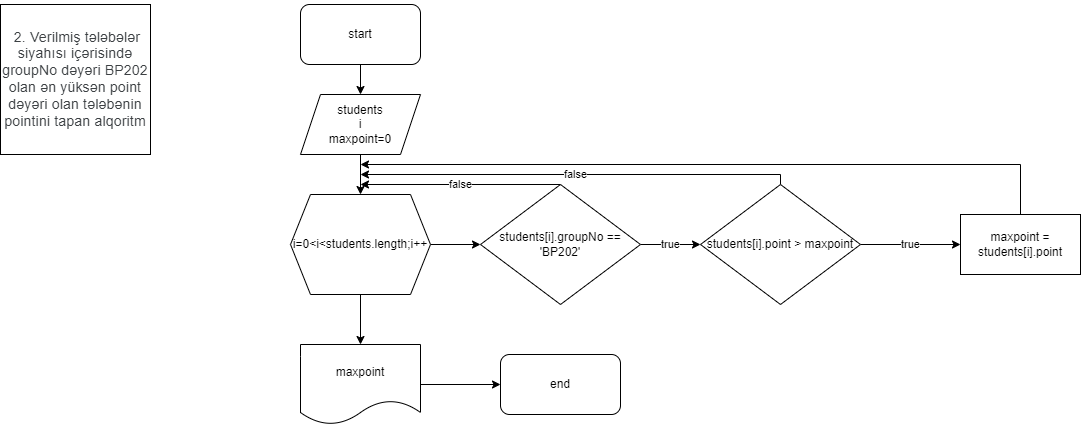 2. Verilmiş tələbələr
siyahısı içərisində
groupNo dəyəri BP202
olan ən yüksən point
dəyəri olan tələbənin
pointini tapan alqoritm
start
students
i
maxpoint=0
false
false
i=0<i<students.length;i++
students[i].groupNo ==
'BP202'
true
students[i].point > maxpoint
true
maxpoint =
students[i].point
maxpoint
end